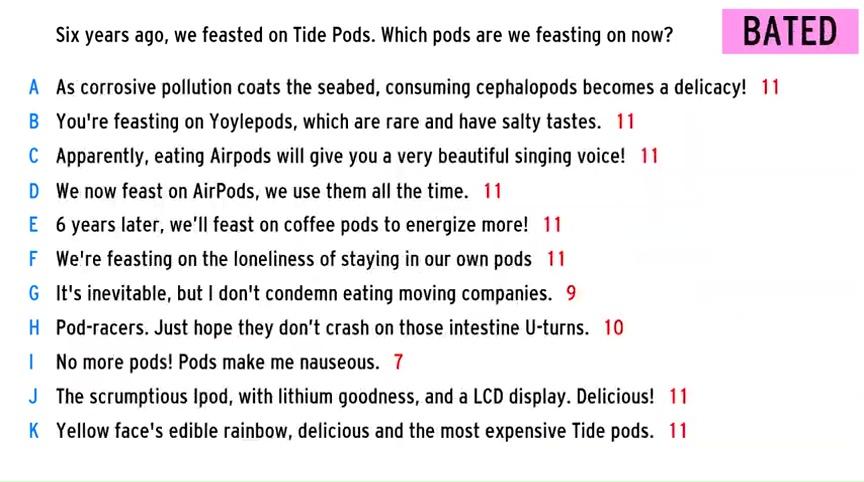 Six years ago, we feasted on Tide Pods. Which pods are we feasting on now?
BATED
A As corrosive pollution coats the seabed, consuming cephalopods becomes a delicacy! 11
B You're feasting on Yoylepods, which are rare and have salty tastes. 11
C Apparently, eating Airpods will give you a very beautiful singing voice! 11
D We now feast on AirPods, we use them all the time. 11
E 6 years later, we’ll feast on coffee pods to energize more! 11
F We're feasting on the loneliness of staying in our own pods 11
G It's inevitable, but I don't condemn eating moving companies. 9
H Pod-racers. Just hope they don’t crash on those intestine U-turns. 10
I No more pods! Pods make me nauseous. 7
J The scrumptious Ipod, with lithium goodness, and a LCD display. Delicious! 11
K Yellow face's edible rainbow, delicious and the most expensive Tide pods. 11